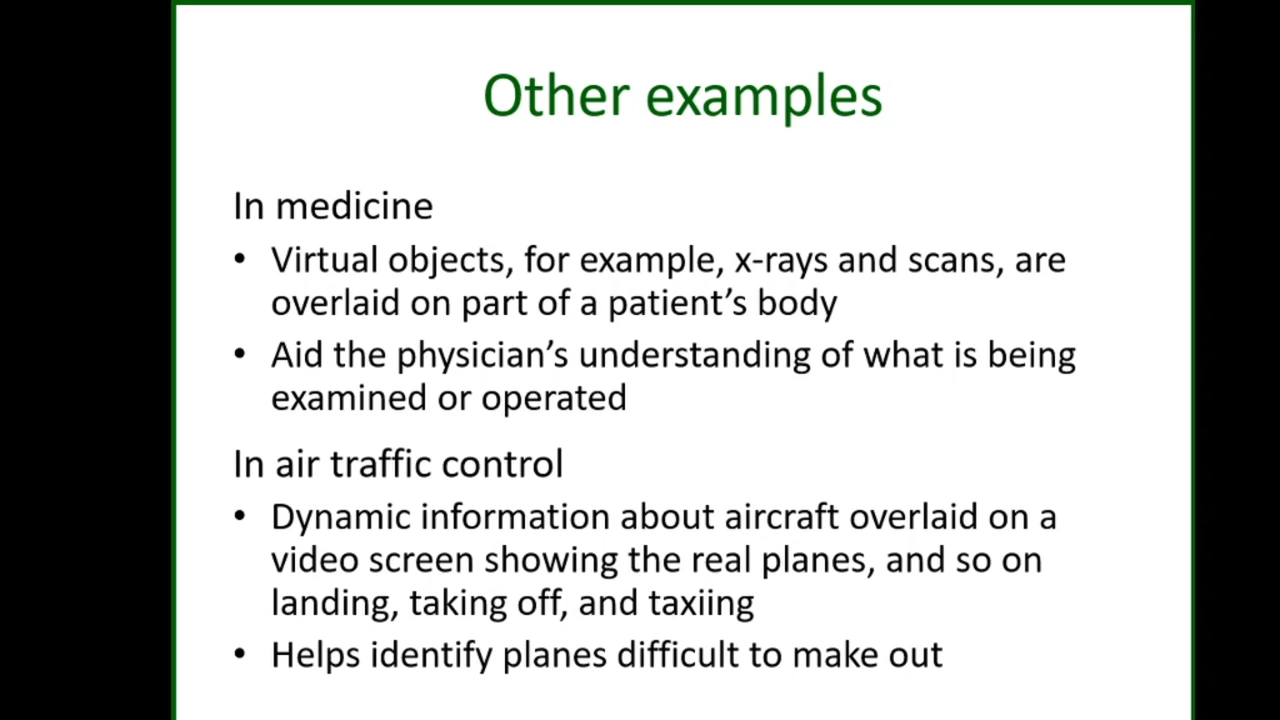 Other examples
In medicine
• Virtual objects, for example, x-rays and scans, are
overlaid on part of a patient’s body
• Aid the physician’s understanding of what is being
examined or operated
In air traffic control
• Dynamic information about aircraft overlaid on a
video screen showing the real planes, and so on
landing, taking off, and taxiing
• Helps identify planes difficult to make out